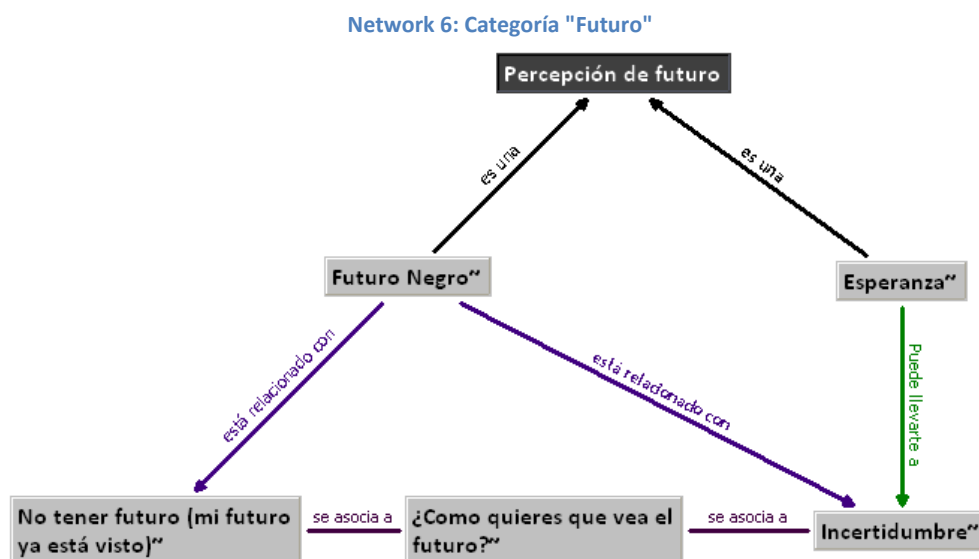 Network 6: Categoría "Futuro"
Percepción de futuro
es una
es una
Futuro Negro~
Esperanza~
está relacionado con
está relacionado con
Puede llevarte a
No tener futuro (mi futuro
ya está visto)~
se asocia a
¿Como quieres que vea el
futuro?~
se asocia a
Incertidumbre~